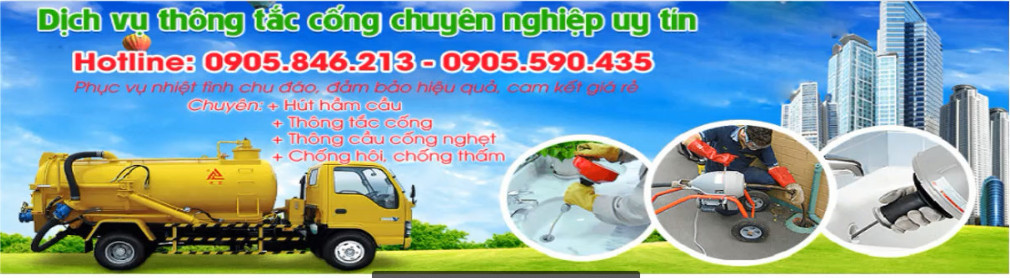 Dịch vụ thông tắc cống chuyên nghiệp uy tín
Hotline: 0905.846.213 - 0905.590.435
Phục vụ nhiệt tình chu đáo, đảm bảo hiệu quả, cam kết giá rẻ
Chuyên: + Hút hầm cầu
+ Thông tắc cống
+ Thông cầu cống nghẹt
+ Chống hôi, chống thấm